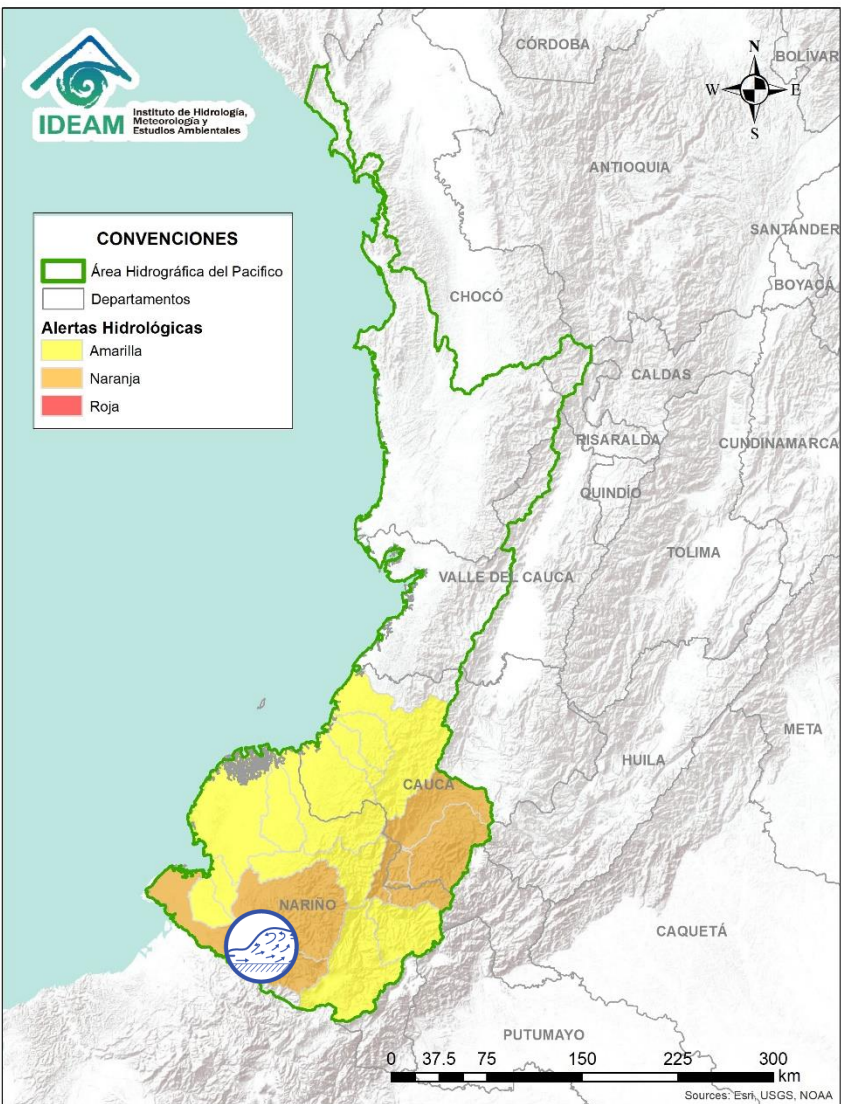 IDEAM
Instituto de Hidrología,
Meteorología y
Estudios Ambientales
CÓRDOBA
BOLÍVAR
N
W
E
S
ANTIOQUIA
SANTANDER
BOYACÁ
CONVENCIONES
Área Hidrográfica del Pacifico
Departamentos
Alertas Hidrológicas
Amarilla
Naranja
Roja
CHOCÓ
CALDAS
RISARALDA
CUNDINAMARCA
QUINDÍO
TOLIMA
VALLE DEL CAUCA
META
HUILA
CAUCA
NARIÑO
CAQUETÁ
PUTUMAYO
0 37.5 75 150 225 300
km
Sources: Esri, USGS, NOAA